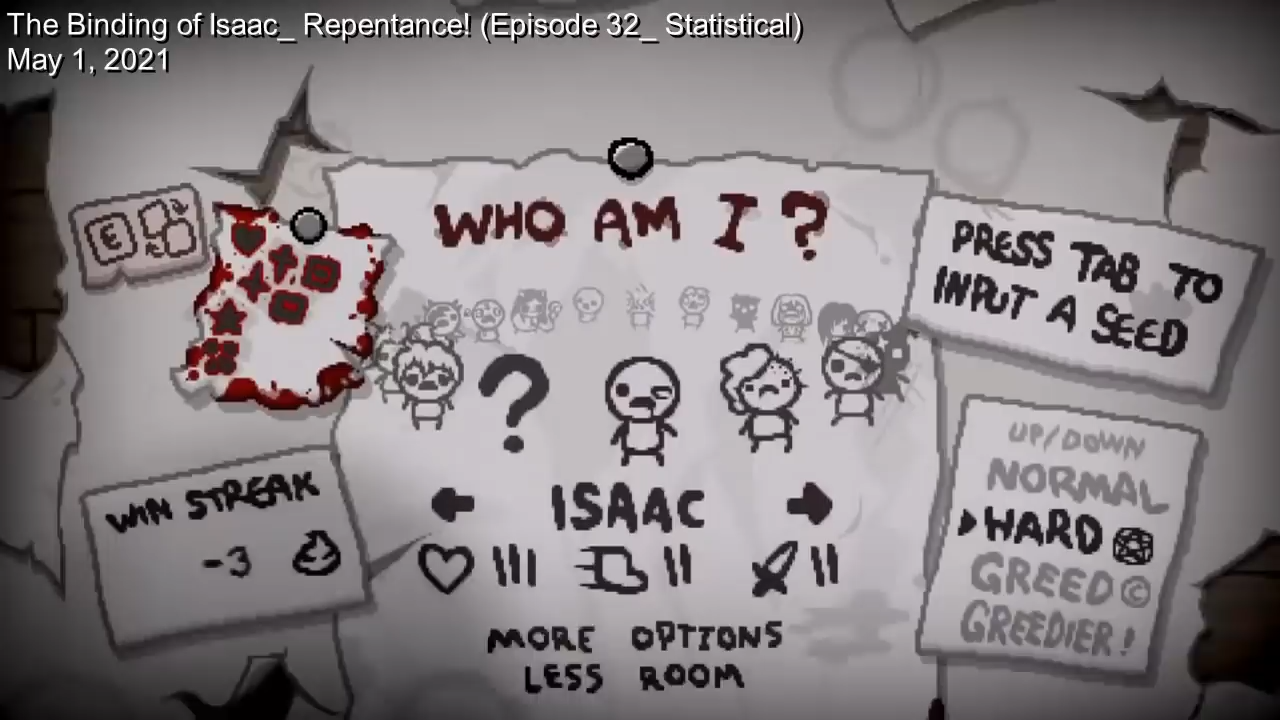 The Binding of Isaac_ Repentance! (Episode 32_ Statistical)
May 1, 2021
WHO AM I ?
PRESS TAB TO
INPUT A SEED
WIN STREAK
-3
ISAAC
UP/DOWN
NORMAL
HARD
GREED
GREEDIER!
MORE OPTIONS
LESS ROOM